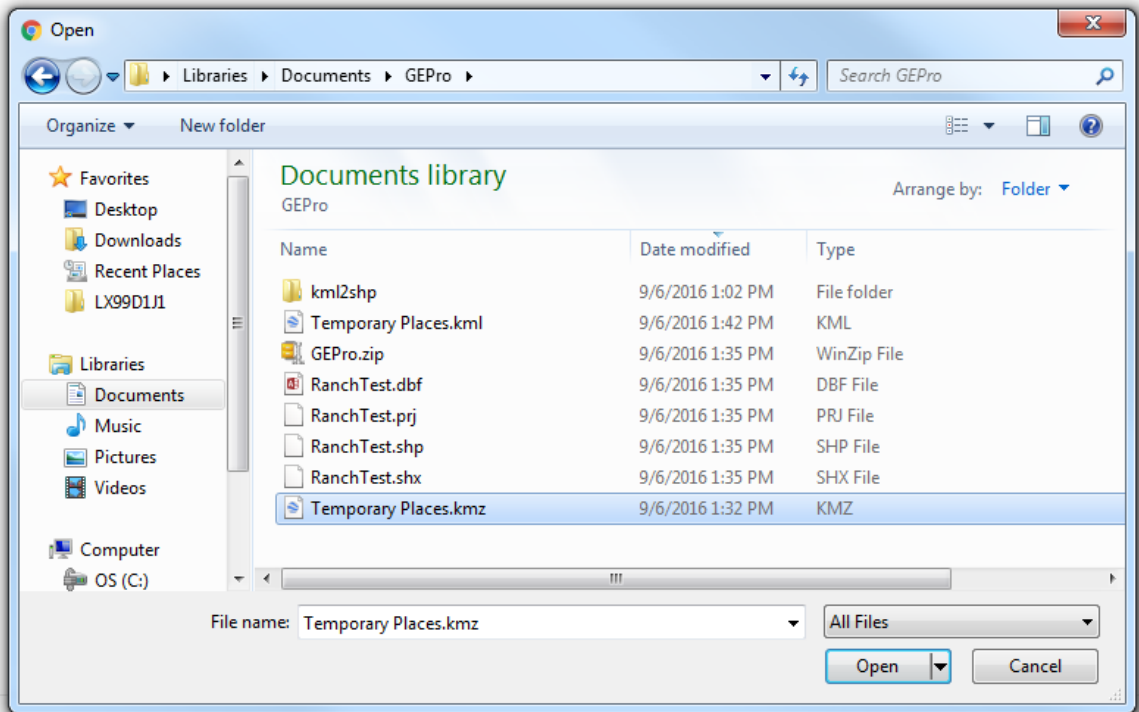 Open
Libraries Documents GEPro
Search GEPro
Organize New folder
Favorites
Desktop
Downloads
Recent Places
LX99D1J1
Libraries
Documents
Music
Pictures
Videos
Computer
OS (C:)
Documents library
GEPro
Arrange by: Folder
Name Date modified Type
kml2shp 9/6/2016 1:02 PM File folder
Temporary Places.kml 9/6/2016 1:42 PM KML
GEPro.zip 9/6/2016 1:35 PM WinZip File
RanchTest.dbf 9/6/2016 1:35 PM DBF File
RanchTest.prj 9/6/2016 1:35 PM PRJ File
RanchTest.shp 9/6/2016 1:35 PM SHP File
RanchTest.shx 9/6/2016 1:35 PM SHX File
Temporary Places.kmz 9/6/2016 1:32 PM KMZ
File name: Temporary Places.kmz All Files
Open Cancel